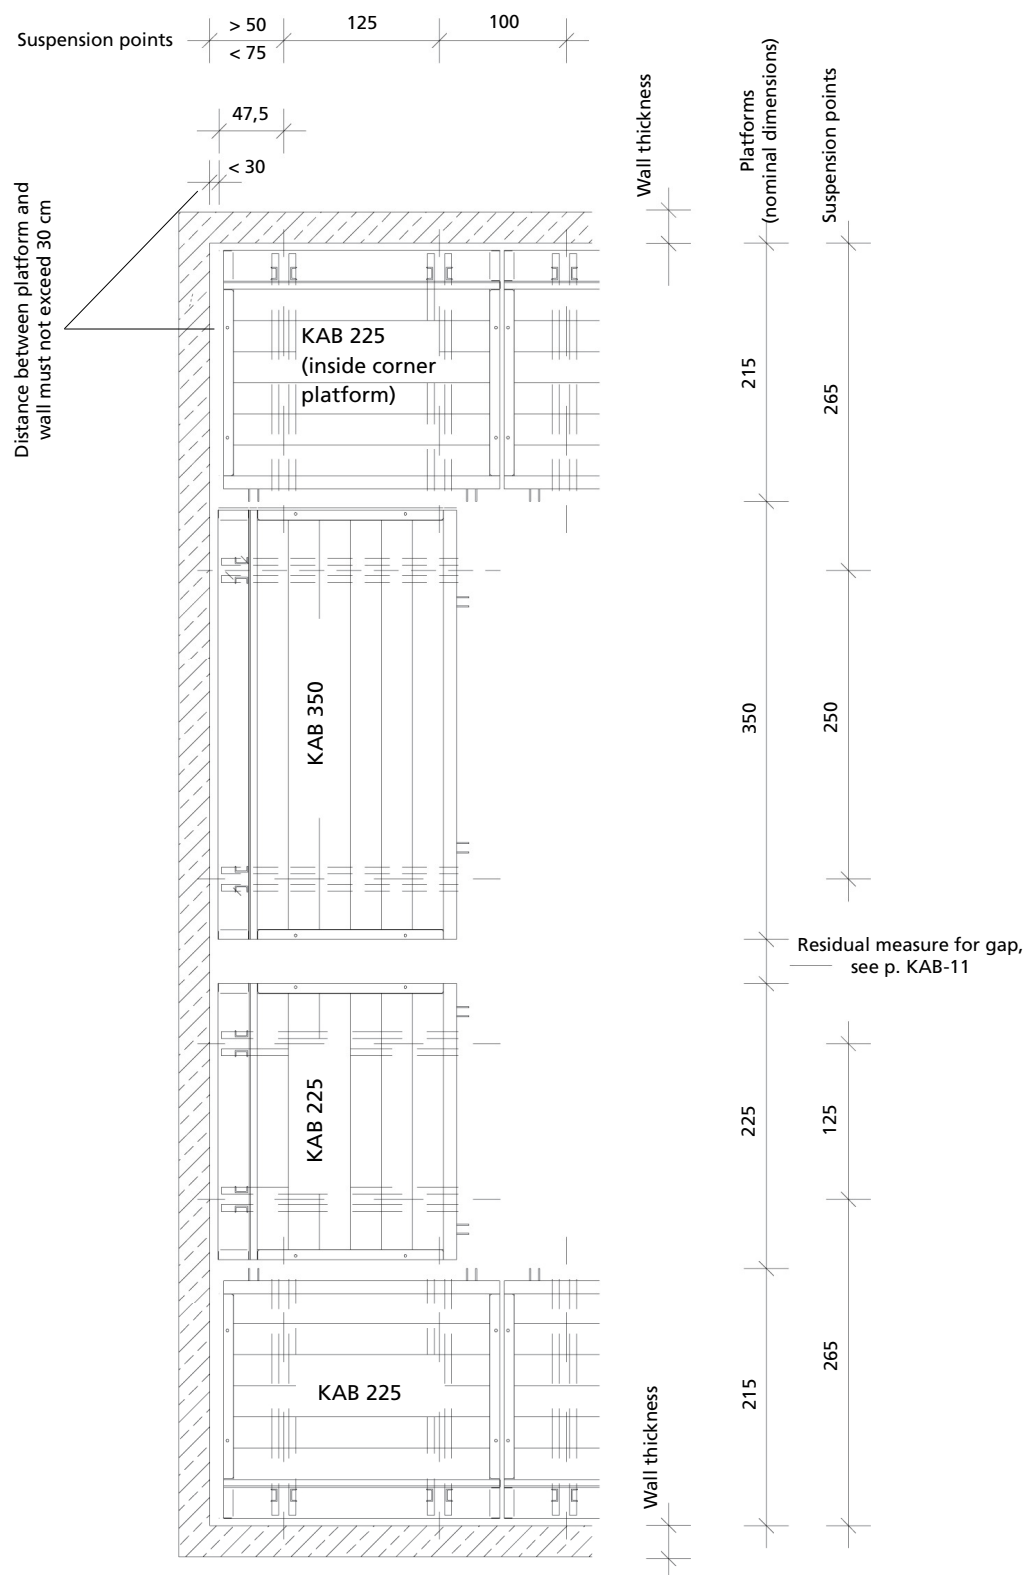 Suspension points
> 50
< 75
125
100
47,5
< 30
Distance between platform and
wall must not exceed 30 cm
Wall thickness
Platforms
(nominal dimensions)
Suspension points
KAB 225
(inside corner
platform)
215
265
KAB 350
350
250
Residual measure for gap,
see p. KAB-11
KAB 225
225
125
KAB 225
215
265
Wall thickness